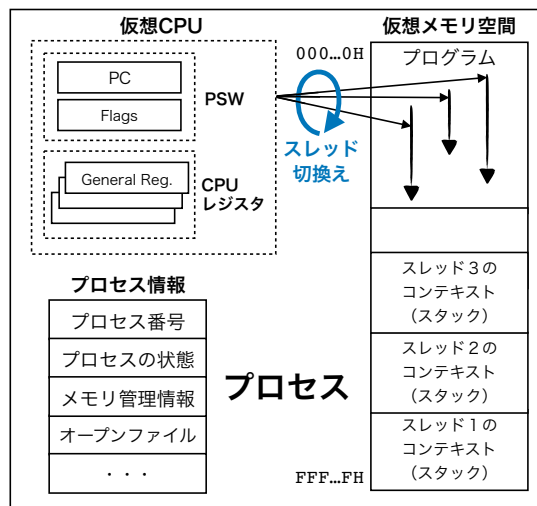 仮想CPU
PC
Flags
PSW
General Reg.
CPU
レジスタ
スレッド
切換え
仮想メモリ空間
000...0H
プログラム
スレッド3の
コンテキスト
（スタック）
スレッド2の
コンテキスト
（スタック）
スレッド1の
コンテキスト
（スタック）
FFF...FH
プロセス情報
プロセス番号
プロセスの状態
メモリ管理情報
オープンファイル
・・・
プロセス